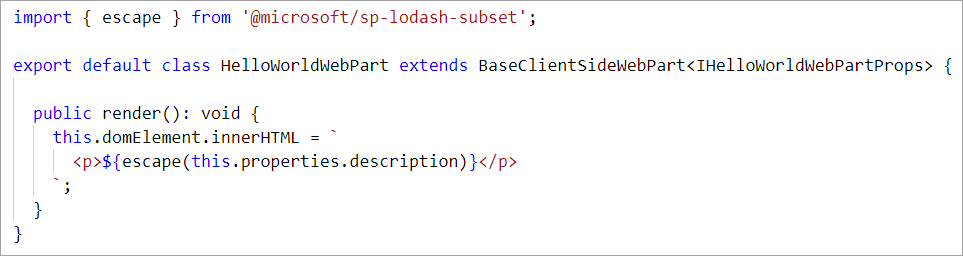 import { escape } from '@microsoft/sp-lodash-subset';
export default class HelloWorldWebPart extends BaseClientSideWebPart<IHelloWorldWebPartProps> {
public render(): void {
this.domElement.innerHTML = `
<p>${escape(this.properties.description)}</p>
`;
}
}